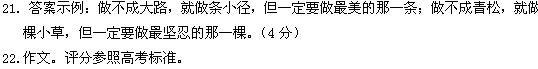 21. 答案示例：做不成大路，就做条小径，但一定要做最美的那一条；做不成青松，就
棵小草，但一定要做最坚忍的那一棵。（4 分）
22.作文。评分参照高考标准。